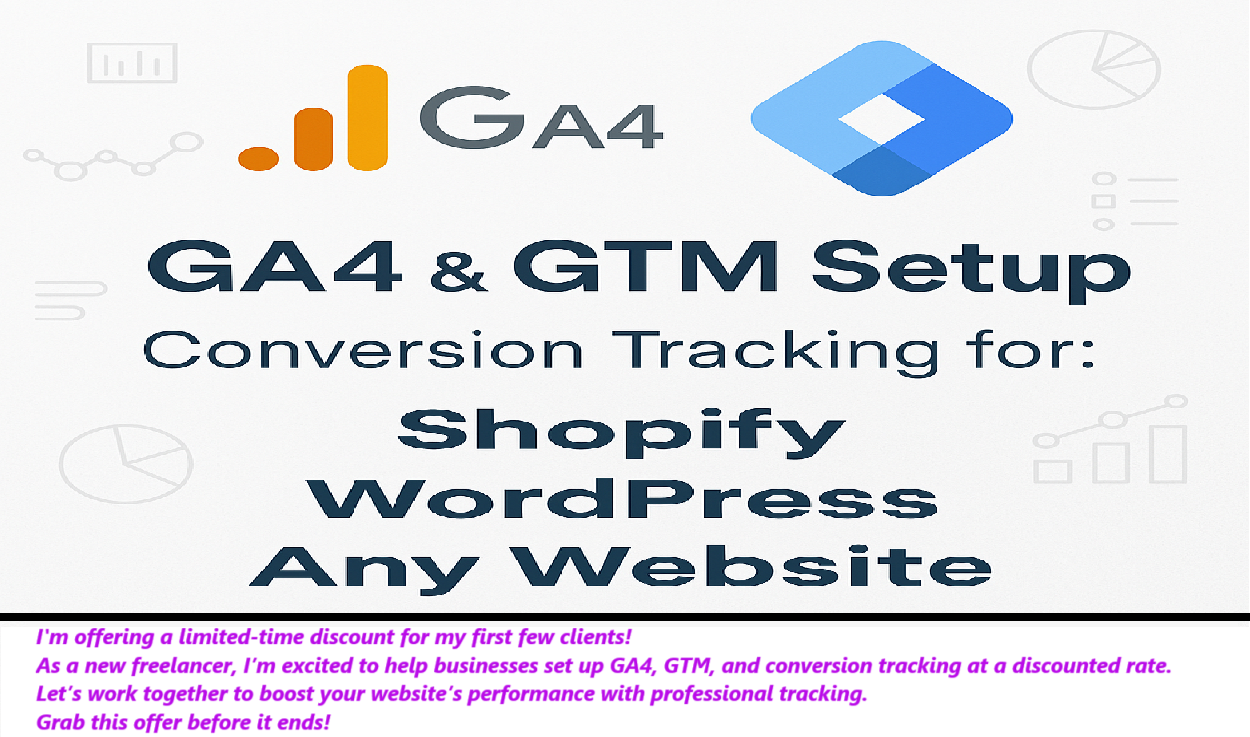 GA4
GA4 & GTM Setup
Conversion Tracking for:
Shopify
WordPress
Any Website
I'm offering a limited-time discount for my first few clients!
As a new freelancer, I'm excited to help businesses set up GA4, GTM, and conversion tracking at a discounted rate.
Let's work together to boost your website's performance with professional tracking.
Grab this offer before it ends!